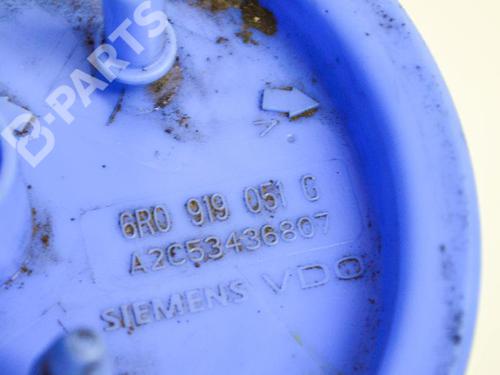 B-PARTS
6R0 919 051 G
A2C53436807
SIEMENS VDO